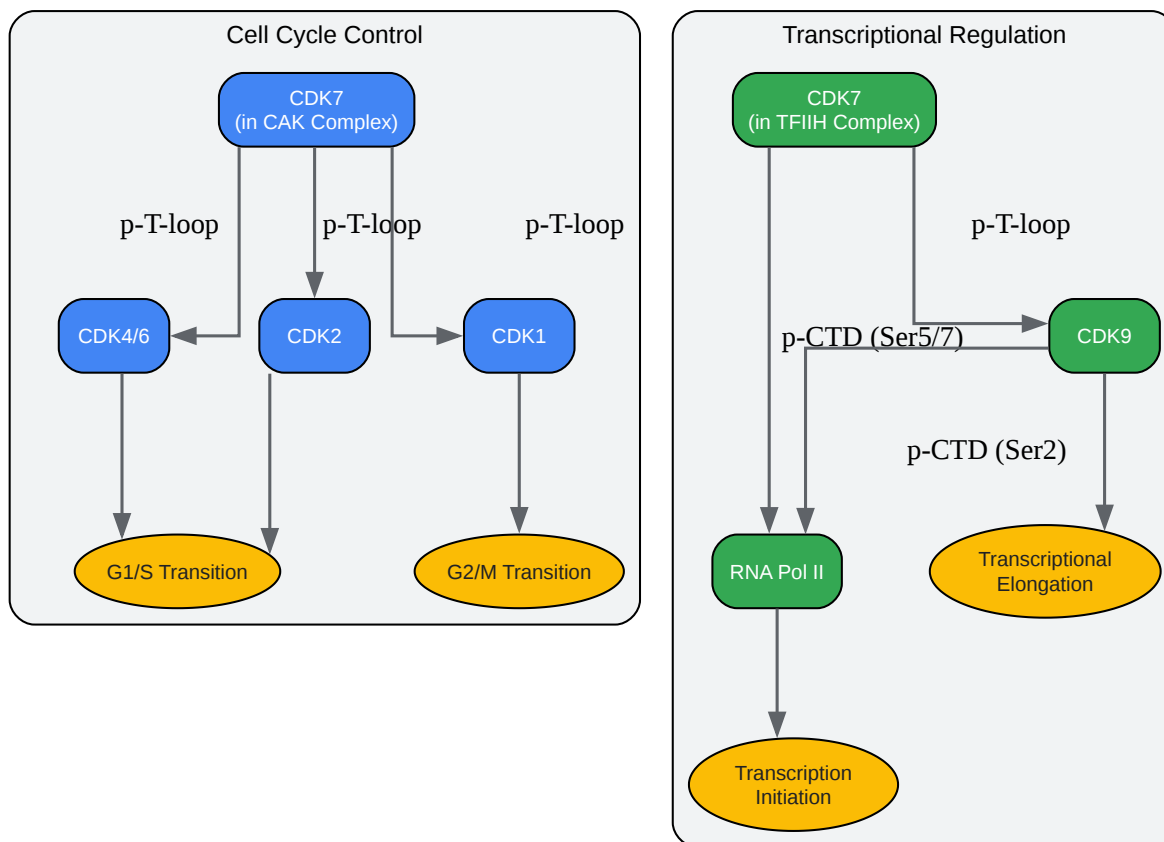 Cell Cycle Control
CDK7
(in CAK Complex)
p-T-loop
p-T-loop
p-T-loop
CDK4/6
CDK2
CDK1
G1/S Transition
G2/M Transition
Transcriptional Regulation
CDK7
(in TFIIH Complex)
p-T-loop
p-CTD (Ser5/7)
CDK9
p-CTD (Ser2)
RNA Pol II
Transcriptional
Elongation
Transcription
Initiation